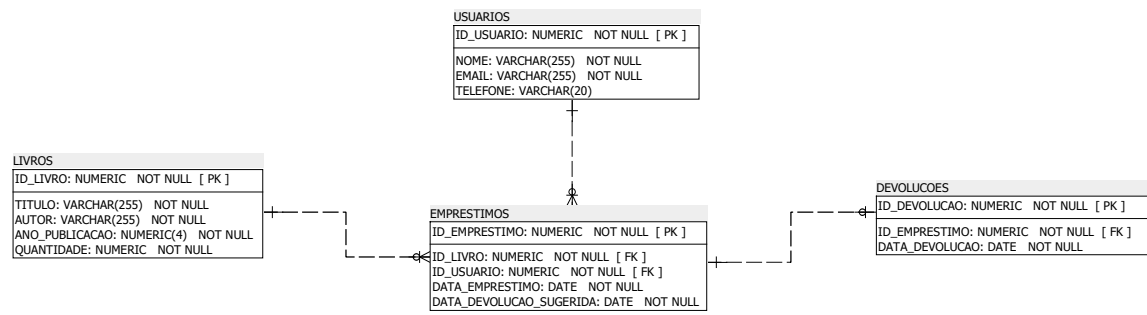 USUARIOS
ID_USUARIO: NUMERIC NOT NULL [ PK ]
NOME: VARCHAR(255) NOT NULL
EMAIL: VARCHAR(255) NOT NULL
TELEFONE: VARCHAR(20)
LIVROS
ID_LIVRO: NUMERIC NOT NULL [ PK ]
TITULO: VARCHAR(255) NOT NULL
AUTOR: VARCHAR(255) NOT NULL
ANO_PUBLICACAO: NUMERIC(4) NOT NULL
QUANTIDADE: NUMERIC NOT NULL
EMPRESTIMOS
ID_EMPRESTIMO: NUMERIC NOT NULL [ PK ]
ID_LIVRO: NUMERIC NOT NULL [ FK ]
ID_USUARIO: NUMERIC NOT NULL [ FK ]
DATA_EMPRESTIMO: DATE NOT NULL
DATA_DEVOLUCAO_SUGERIDA: DATE NOT NULL
DEVOLUCOES
ID_DEVOLUCAO: NUMERIC NOT NULL [ PK ]
ID_EMPRESTIMO: NUMERIC NOT NULL [ FK ]
DATA_DEVOLUCAO: DATE NOT NULL